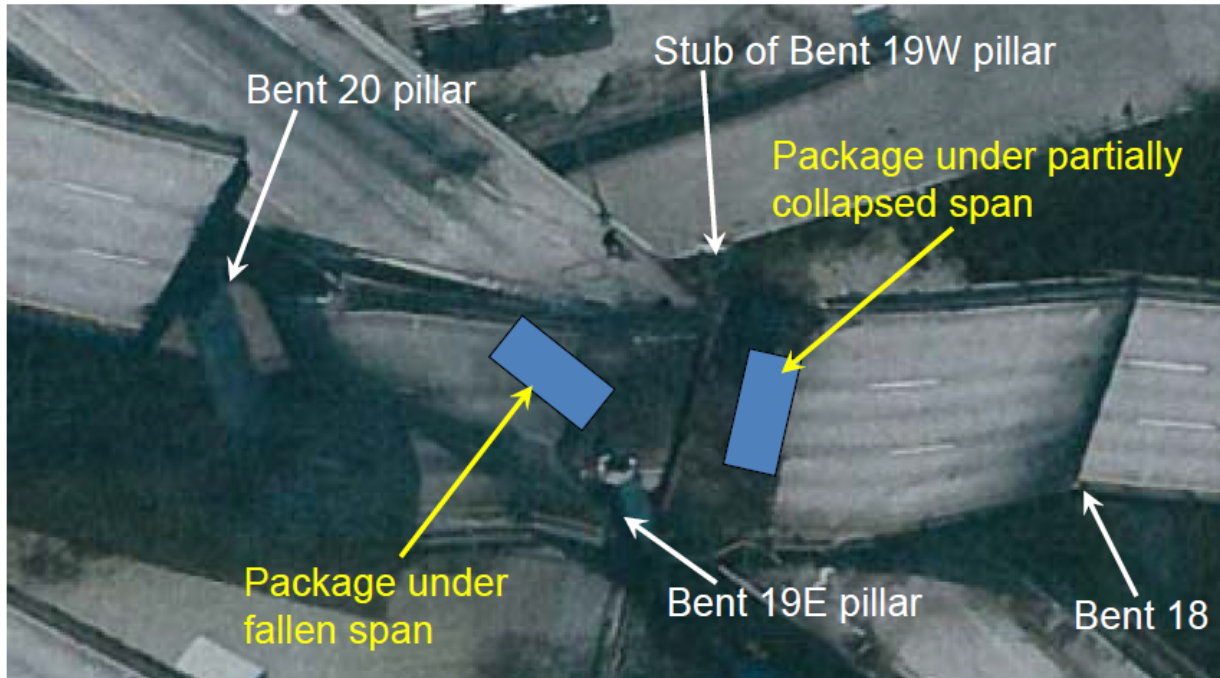 Stub of Bent 19W pillar
Bent 20 pillar
Package under partially
collapsed span
Package under
fallen span
Bent 19E pillar
Bent 18